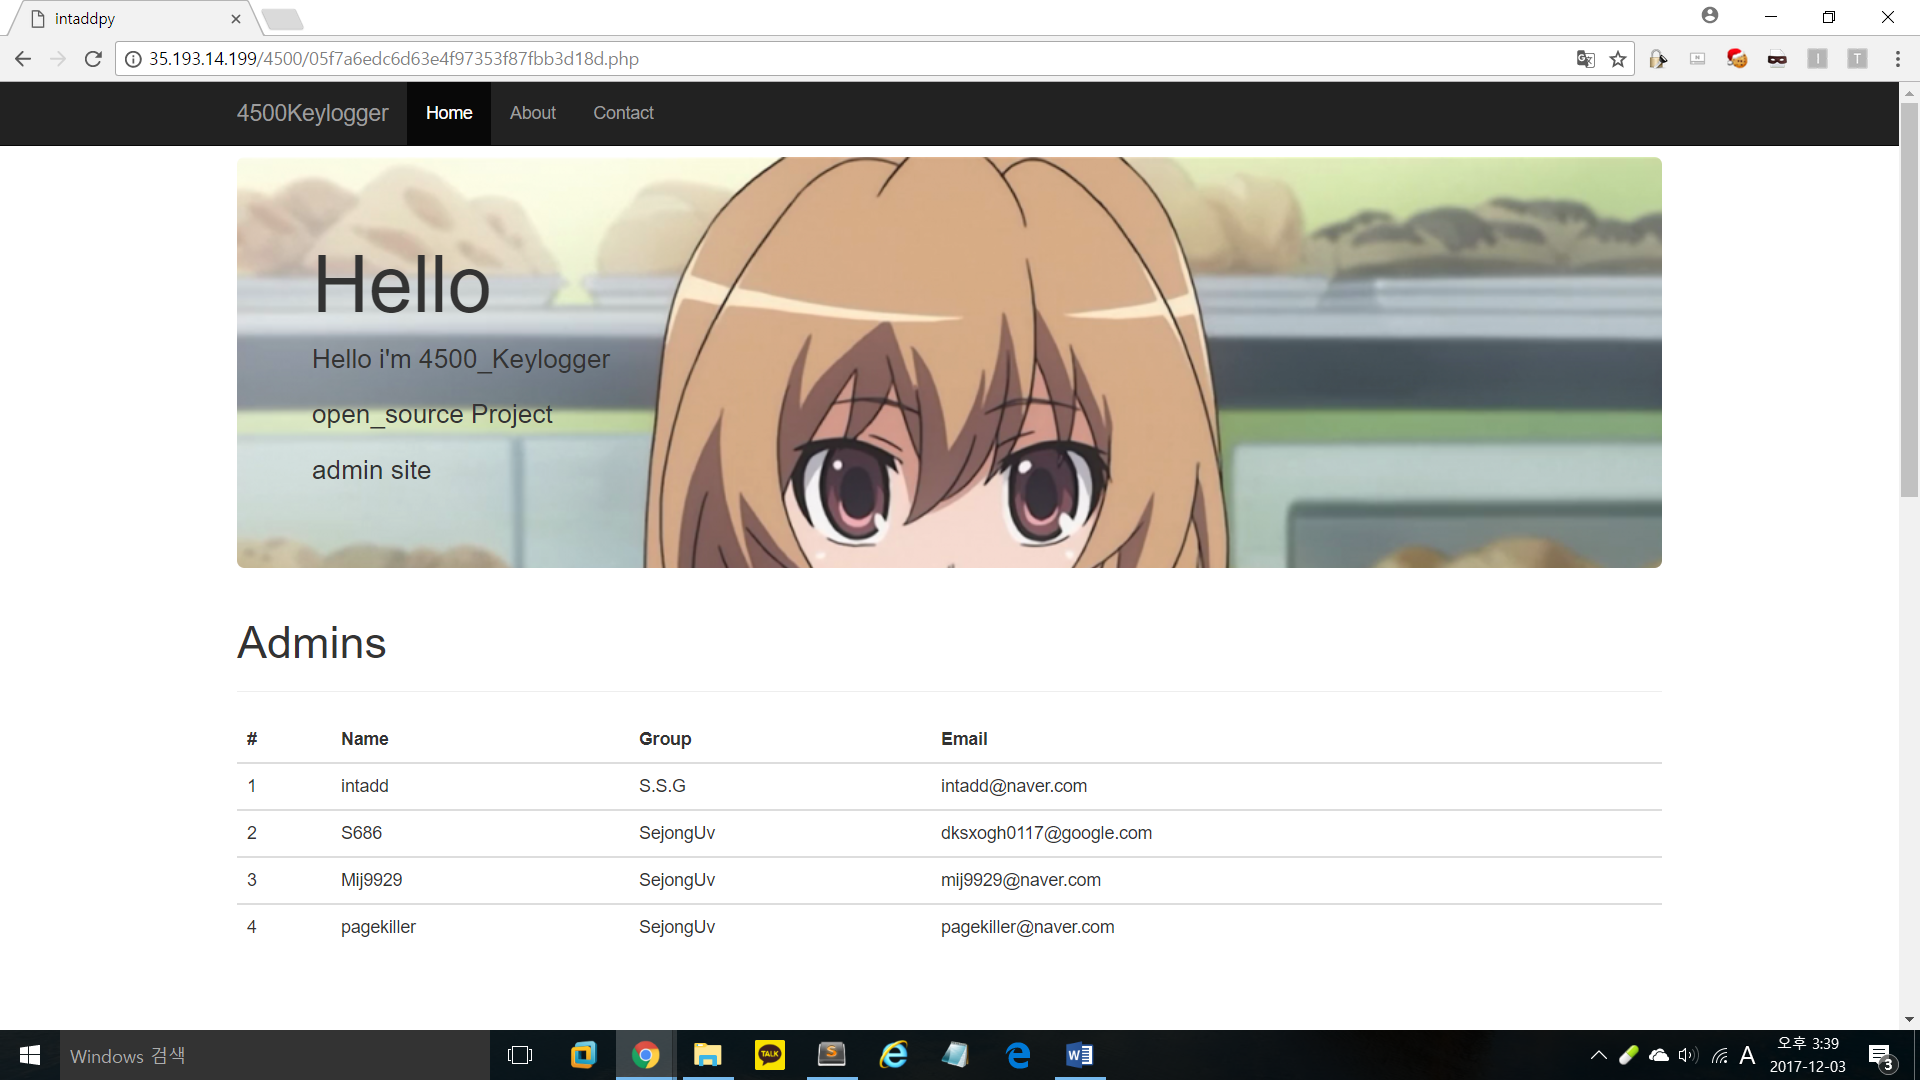 intaddpy
35.193.14.199/4500/05f7a6edc6d63e4f97353f87fbb3d18d.php
4500Keylogger Home About Contact
Hello
Hello i'm 4500_Keylogger
open_source Project
admin site
Admins
# Name Group Email
1 intadd S.S.G intadd@naver.com
2 S686 SejongUv dksxogh0117@google.com
3 Mij9929 SejongUv mij9929@naver.com
4 pagekiller SejongUv pagekiller@naver.com
Windows 검색
TALK
A
오후 3:39
2017-12-03
3